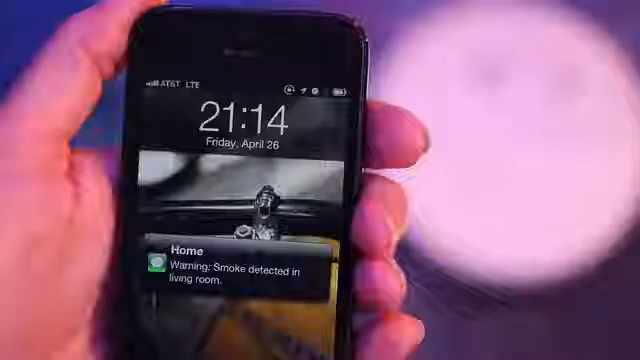 AT&T LTE
21:14
Friday, April 26
Home
Warning: Smoke detected in
living room.